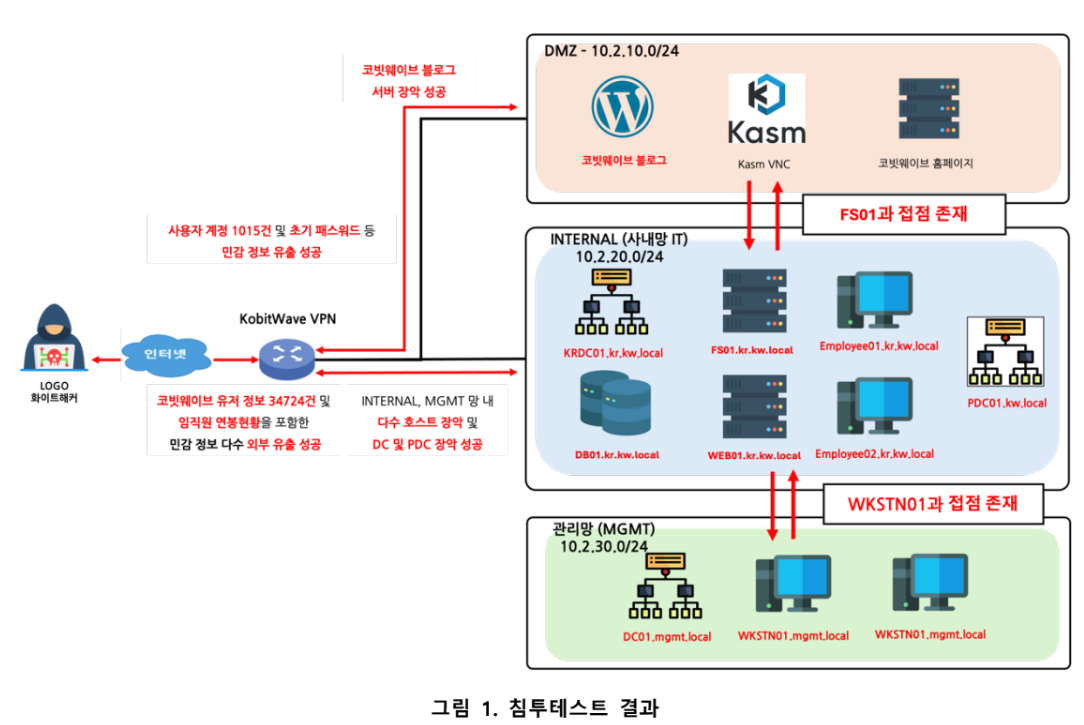 DMZ - 10.2.10.0/24
코빗웨이브 블로그
서버 장악 성공
Kasm
코빗웨이브 블로그
Kasm VNC
코빗웨이브 홈페이지
FS01과 접점 존재
사용자 계정 1015건 및 초기 패스워드 등
민감 정보 유출 성공
INTERNAL (사내망 IT)
10.2.20.0/24
KobitWave VPN
KRDC01.kr.kw.local
FS01.kr.kw.local
Employee01.kr.kw.local
인터넷
LOGO
화이트해커
PDC01.kw.local
코빗웨이브 유저 정보 34724건 및
임직원 연봉현황을 포함한
민감 정보 다수 외부 유출 성공
INTERNAL, MGMT 망 내
다수 호스트 장악 및
DC 및 PDC 장악 성공
DB01.kr.kw.local
WEB01.kr.kw.local
Employee02.kr.kw.local
WKSTN01과 접점 존재
관리망 (MGMT)
10.2.30.0/24
DC01.mgmt.local
WKSTN01.mgmt.local
WKSTN01.mgmt.local
그림 1. 침투테스트 결과